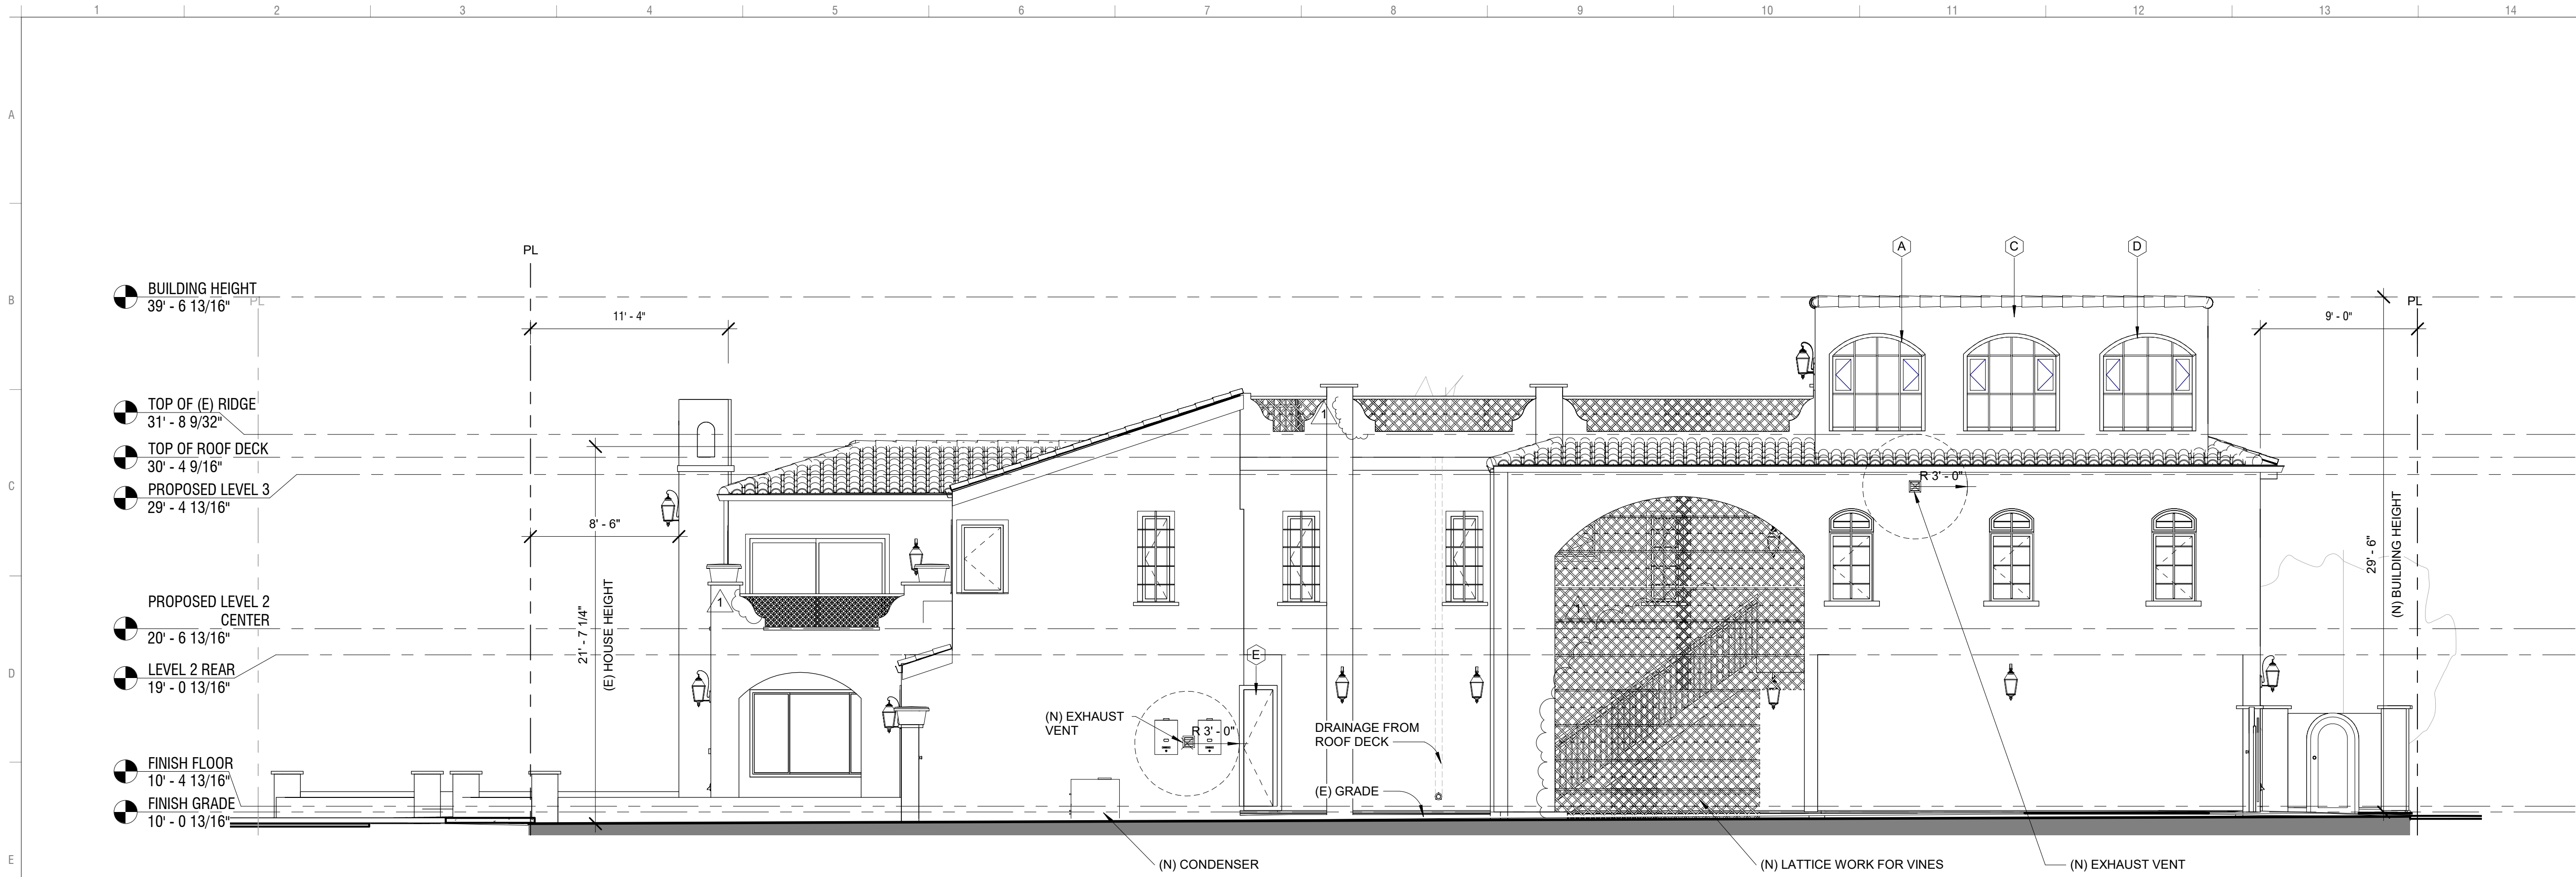 1 2 3 4 5 6 7 8 9 10 11 12 13 14
A
B
C
D
E
PL
A
C
D
BUILDING HEIGHT
39' - 6 13/16"
PL
11' - 4"
PL
9' - 0"
TOP OF (E) RIDGE
31' - 8 9/32"
1
TOP OF ROOF DECK
30' - 4 9/16"
PROPOSED LEVEL 3
29' - 4 13/16"
R 3' - 0"
8' - 6"
29' - 6"
(N) BUILDING HEIGHT
21' - 7 1/4"
(E) HOUSE HEIGHT
PROPOSED LEVEL 2
CENTER
20' - 6 13/16"
1
1
LEVEL 2 REAR
19' - 0 13/16"
E
(N) EXHAUST
VENT
R 3' - 0"
DRAINAGE FROM
ROOF DECK
FINISH FLOOR
10' - 4 13/16"
(E) GRADE
FINISH GRADE
10' - 0 13/16"
(N) CONDENSER
(N) LATTICE WORK FOR VINES
(N) EXHAUST VENT